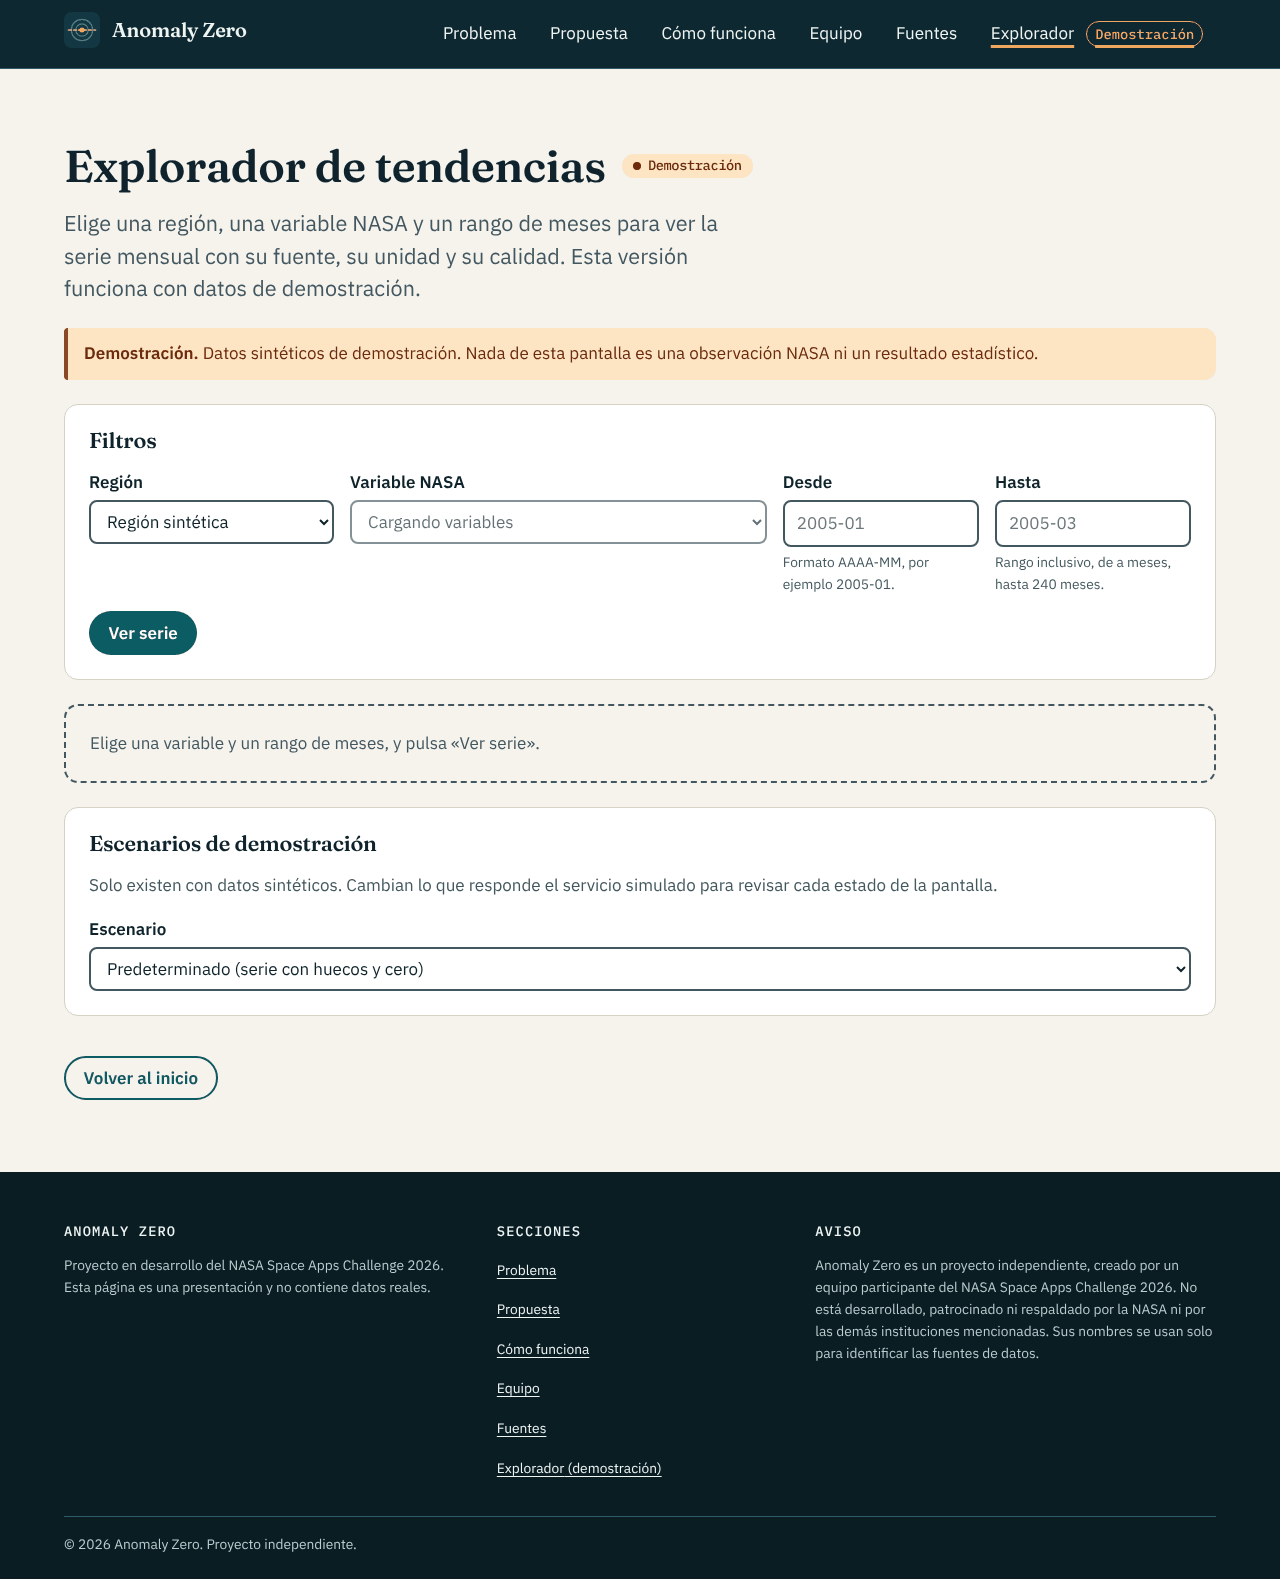 Anomaly Zero
Problema
Propuesta
Cómo funciona
Equipo
Fuentes
Explorador
Demostración
Explorador de tendencias
Demostración
Elige una región, una variable NASA y un rango de meses para ver la
serie mensual con su fuente, su unidad y su calidad. Esta versión
funciona con datos de demostración.
Demostración. Datos sintéticos de demostración. Nada de esta pantalla es una observación NASA ni un resultado estadístico.
Filtros
Región
Región sintética
Variable NASA
Cargando variables
Desde
2005-01
Formato AAAA-MM, por
ejemplo 2005-01.
Hasta
2005-03
Rango inclusivo, de a meses,
hasta 240 meses.
Ver serie
Elige una variable y un rango de meses, y pulsa «Ver serie».
Escenarios de demostración
Solo existen con datos sintéticos. Cambian lo que responde el servicio simulado para revisar cada estado de la pantalla.
Escenario
Predeterminado (serie con huecos y cero)
Volver al inicio
ANOMALY ZERO
Proyecto en desarrollo del NASA Space Apps Challenge 2026.
Esta página es una presentación y no contiene datos reales.
SECCIONES
Problema
Propuesta
Cómo funciona
Equipo
Fuentes
Explorador (demostración)
AVISO
Anomaly Zero es un proyecto independiente, creado por un
equipo participante del NASA Space Apps Challenge 2026. No
está desarrollado, patrocinado ni respaldado por la NASA ni por
las demás instituciones mencionadas. Sus nombres se usan solo
para identificar las fuentes de datos.
© 2026 Anomaly Zero. Proyecto independiente.